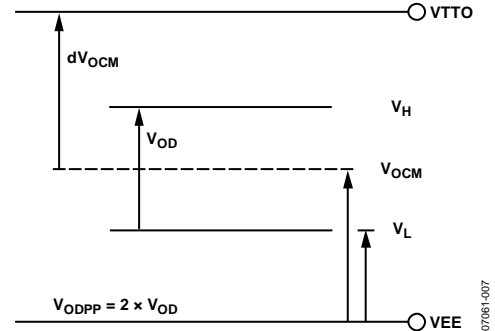 VTTO
dVOCM
VH
VOD
VOCM
VL
VODPP = 2 × VOD
VEE
07061-007